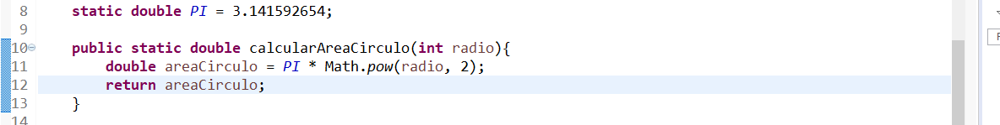 8 static double PI = 3.141592654;
9
10 public static double calcularAreaCirculo(int radio){
11 double areaCirculo = PI * Math.pow(radio, 2);
12 return areaCirculo;
13 }
14